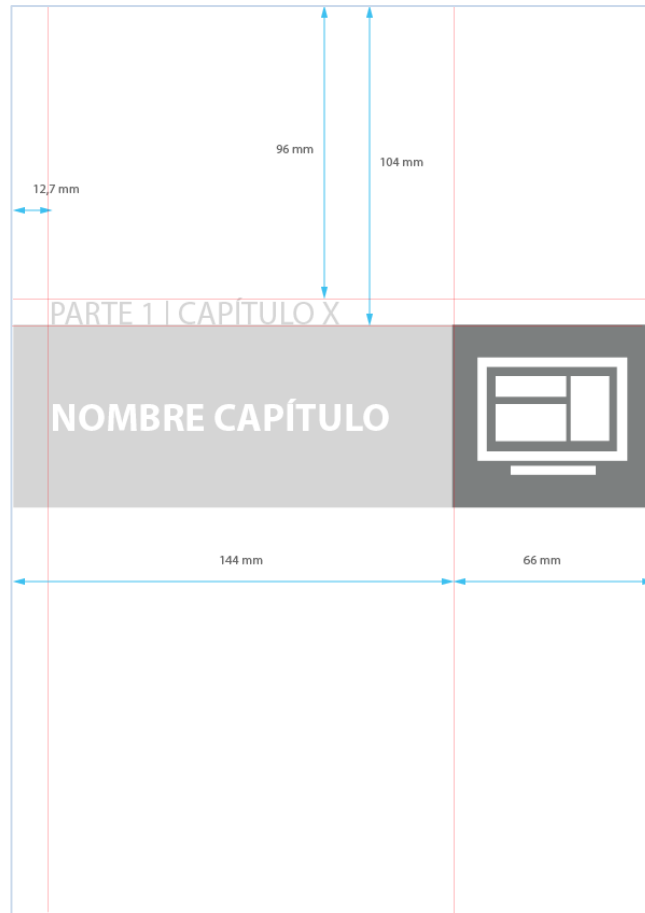 96 mm
104 mm
12,7 mm
PARTE 1 | CAPÍTULO X
NOMBRE CAPÍTULO
144 mm
66 mm